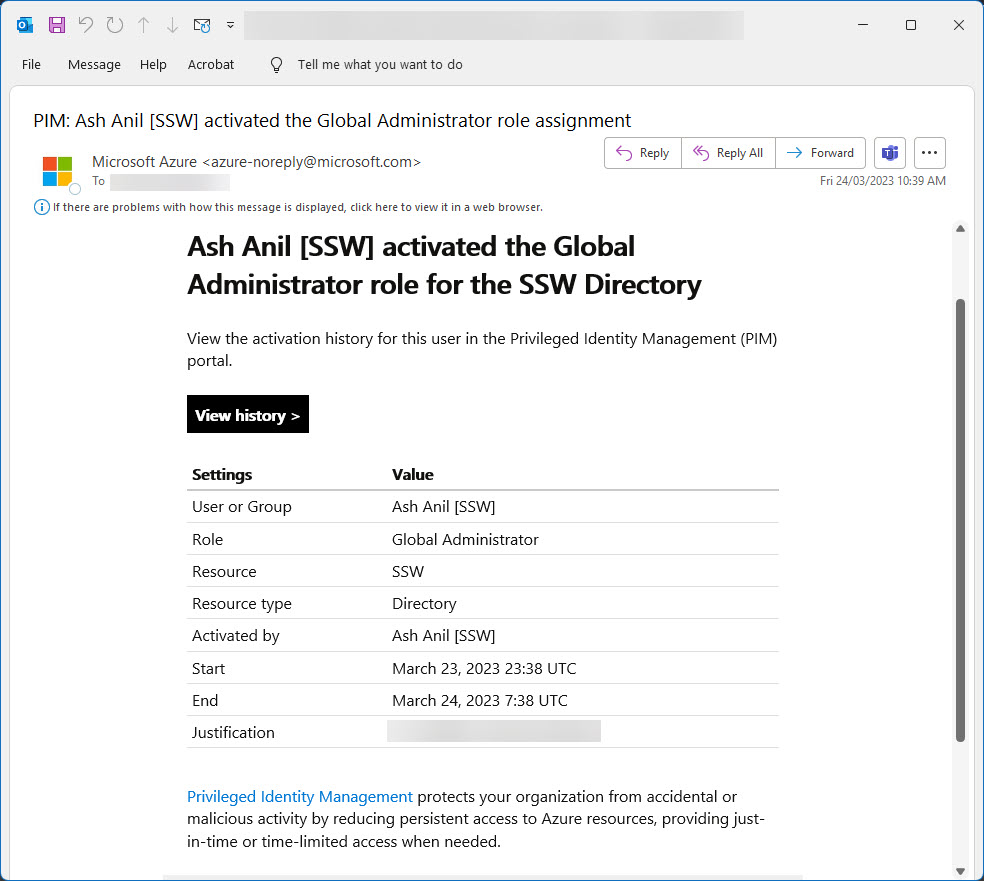 File Message Help Acrobat Tell me what you want to do
PIM: Ash Anil [SSW] activated the Global Administrator role assignment
Microsoft Azure <azure-noreply@microsoft.com>
To
Reply Reply All Forward
Fri 24/03/2023 10:39 AM
If there are problems with how this message is displayed, click here to view it in a web browser.
Ash Anil [SSW] activated the Global
Administrator role for the SSW Directory
View the activation history for this user in the Privileged Identity Management (PIM)
portal.
View history >
Settings Value
User or Group Ash Anil [SSW]
Role Global Administrator
Resource SSW
Resource type Directory
Activated by Ash Anil [SSW]
Start March 23, 2023 23:38 UTC
End March 24, 2023 7:38 UTC
Justification
Privileged Identity Management protects your organization from accidental or
malicious activity by reducing persistent access to Azure resources, providing just-
in-time or time-limited access when needed.